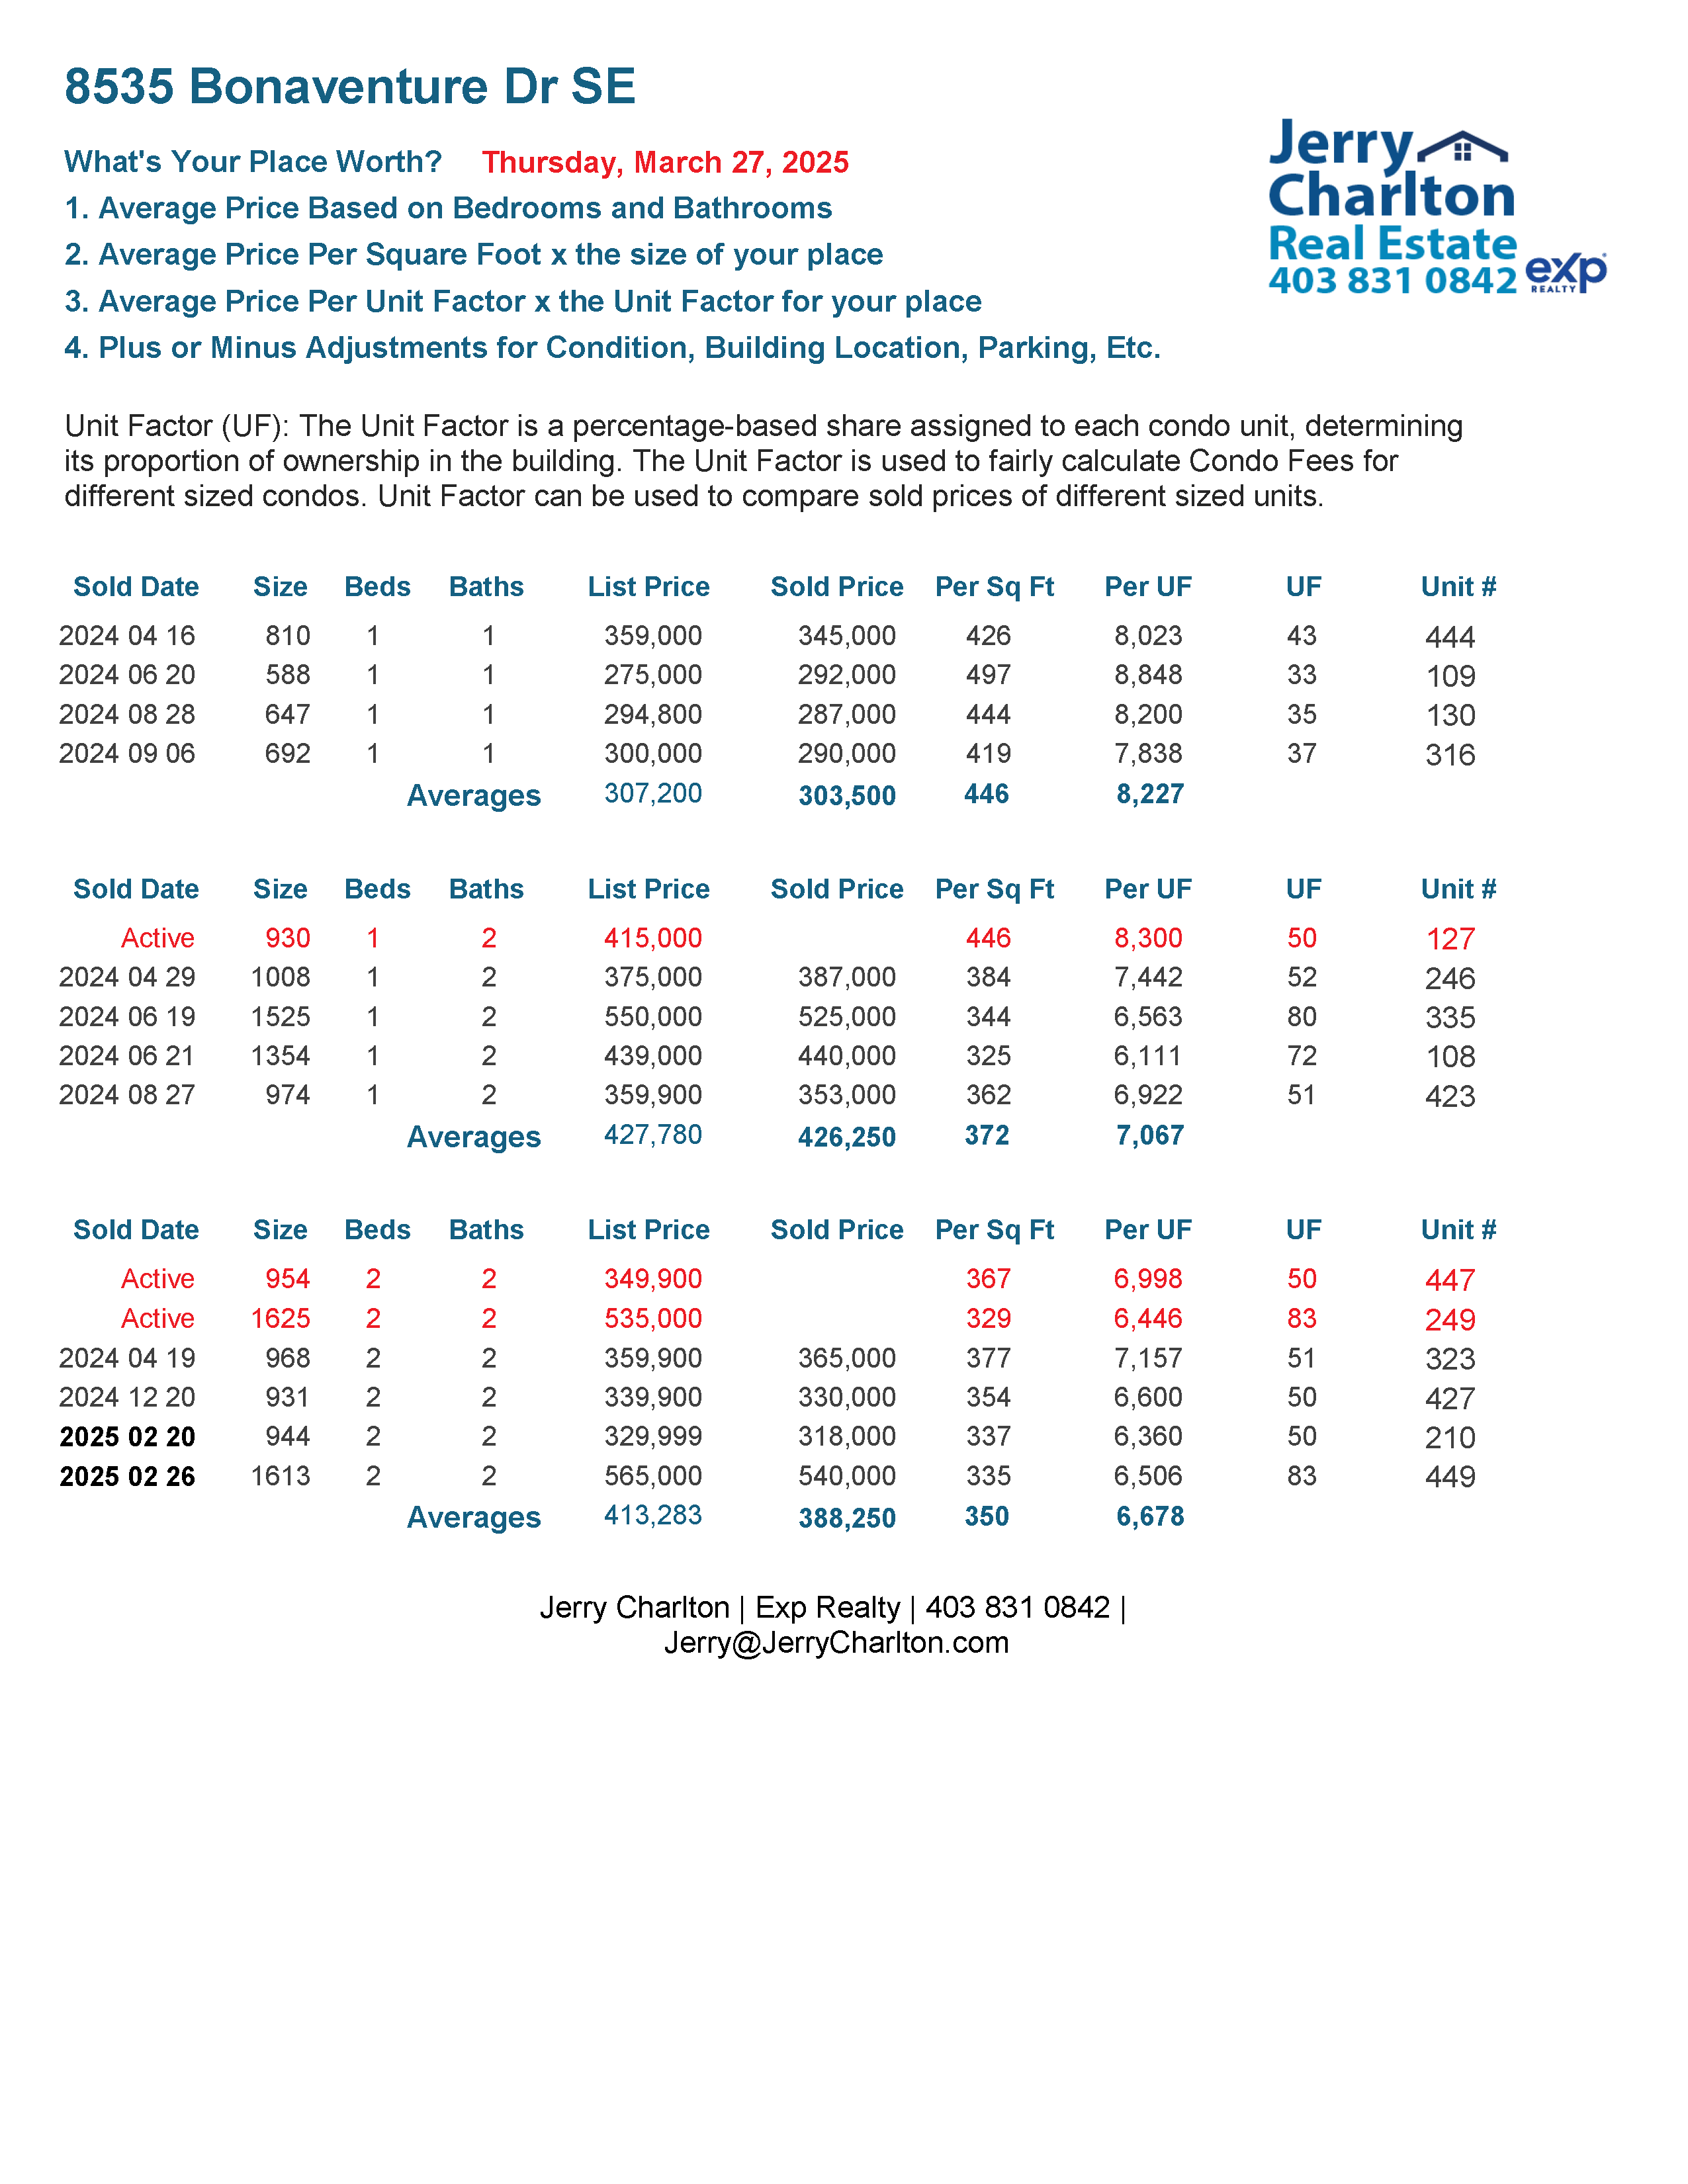 8535 Bonaventure Dr SE
What's Your Place Worth? Thursday, March 27, 2025
1. Average Price Based on Bedrooms and Bathrooms
2. Average Price Per Square Foot x the size of your place
3. Average Price Per Unit Factor x the Unit Factor for your place
4. Plus or Minus Adjustments for Condition, Building Location, Parking, Etc.
Jerry
Charlton
Real Estate
403 831 0842 exp
REALTY
Unit Factor (UF): The Unit Factor is a percentage-based share assigned to each condo unit, determining
its proportion of ownership in the building. The Unit Factor is used to fairly calculate Condo Fees for
different sized condos. Unit Factor can be used to compare sold prices of different sized units.
Sold Date Size Beds Baths List Price Sold Price Per Sq Ft Per UF UF Unit #
2024 04 16 810 1 1 359,000 345,000 426 8,023 43 444
2024 06 20 588 1 1 275,000 292,000 497 8,848 33 109
2024 08 28 647 1 1 294,800 287,000 444 8,200 35 130
2024 09 06 692 1 1 300,000 290,000 419 7,838 37 316
Averages 307,200 303,500 446 8,227
Sold Date Size Beds Baths List Price Sold Price Per Sq Ft Per UF UF Unit #
Active 930 1 2 415,000 446 8,300 50 127
2024 04 29 1008 1 2 375,000 387,000 384 7,442 52 246
2024 06 19 1525 1 2 550,000 525,000 344 6,563 80 335
2024 06 21 1354 1 2 439,000 440,000 325 6,111 72 108
2024 08 27 974 1 2 359,900 353,000 362 6,922 51 423
Averages 427,780 426,250 372 7,067
Sold Date Size Beds Baths List Price Sold Price Per Sq Ft Per UF UF Unit #
Active 954 2 2 349,900 367 6,998 50 447
Active 1625 2 2 535,000 329 6,446 83 249
2024 04 19 968 2 2 359,900 365,000 377 7,157 51 323
2024 12 20 931 2 2 339,900 330,000 354 6,600 50 427
2025 02 20 944 2 2 329,999 318,000 337 6,360 50 210
2025 02 26 1613 2 2 565,000 540,000 335 6,506 83 449
Averages 413,283 388,250 350 6,678
Jerry Charlton | Exp Realty | 403 831 0842 |
Jerry@JerryCharlton.com